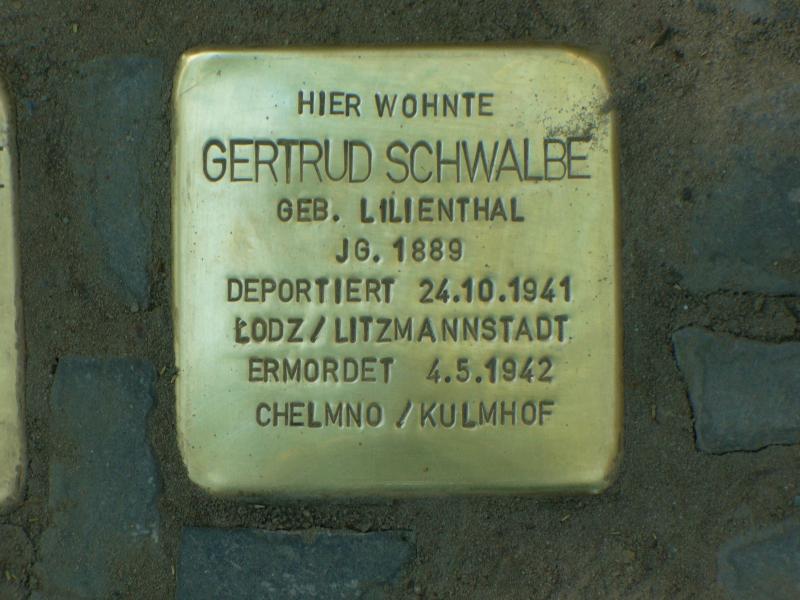 HIER WOHNTE
GERTRUD SCHWALBE
GEB. LILIENTHAL
JG. 1889
DEPORTIERT 24.10.1941
ŁODZ / LITZMANNSTADT
ERMORDET 4.5.1942
CHELMNO / KULMHOF